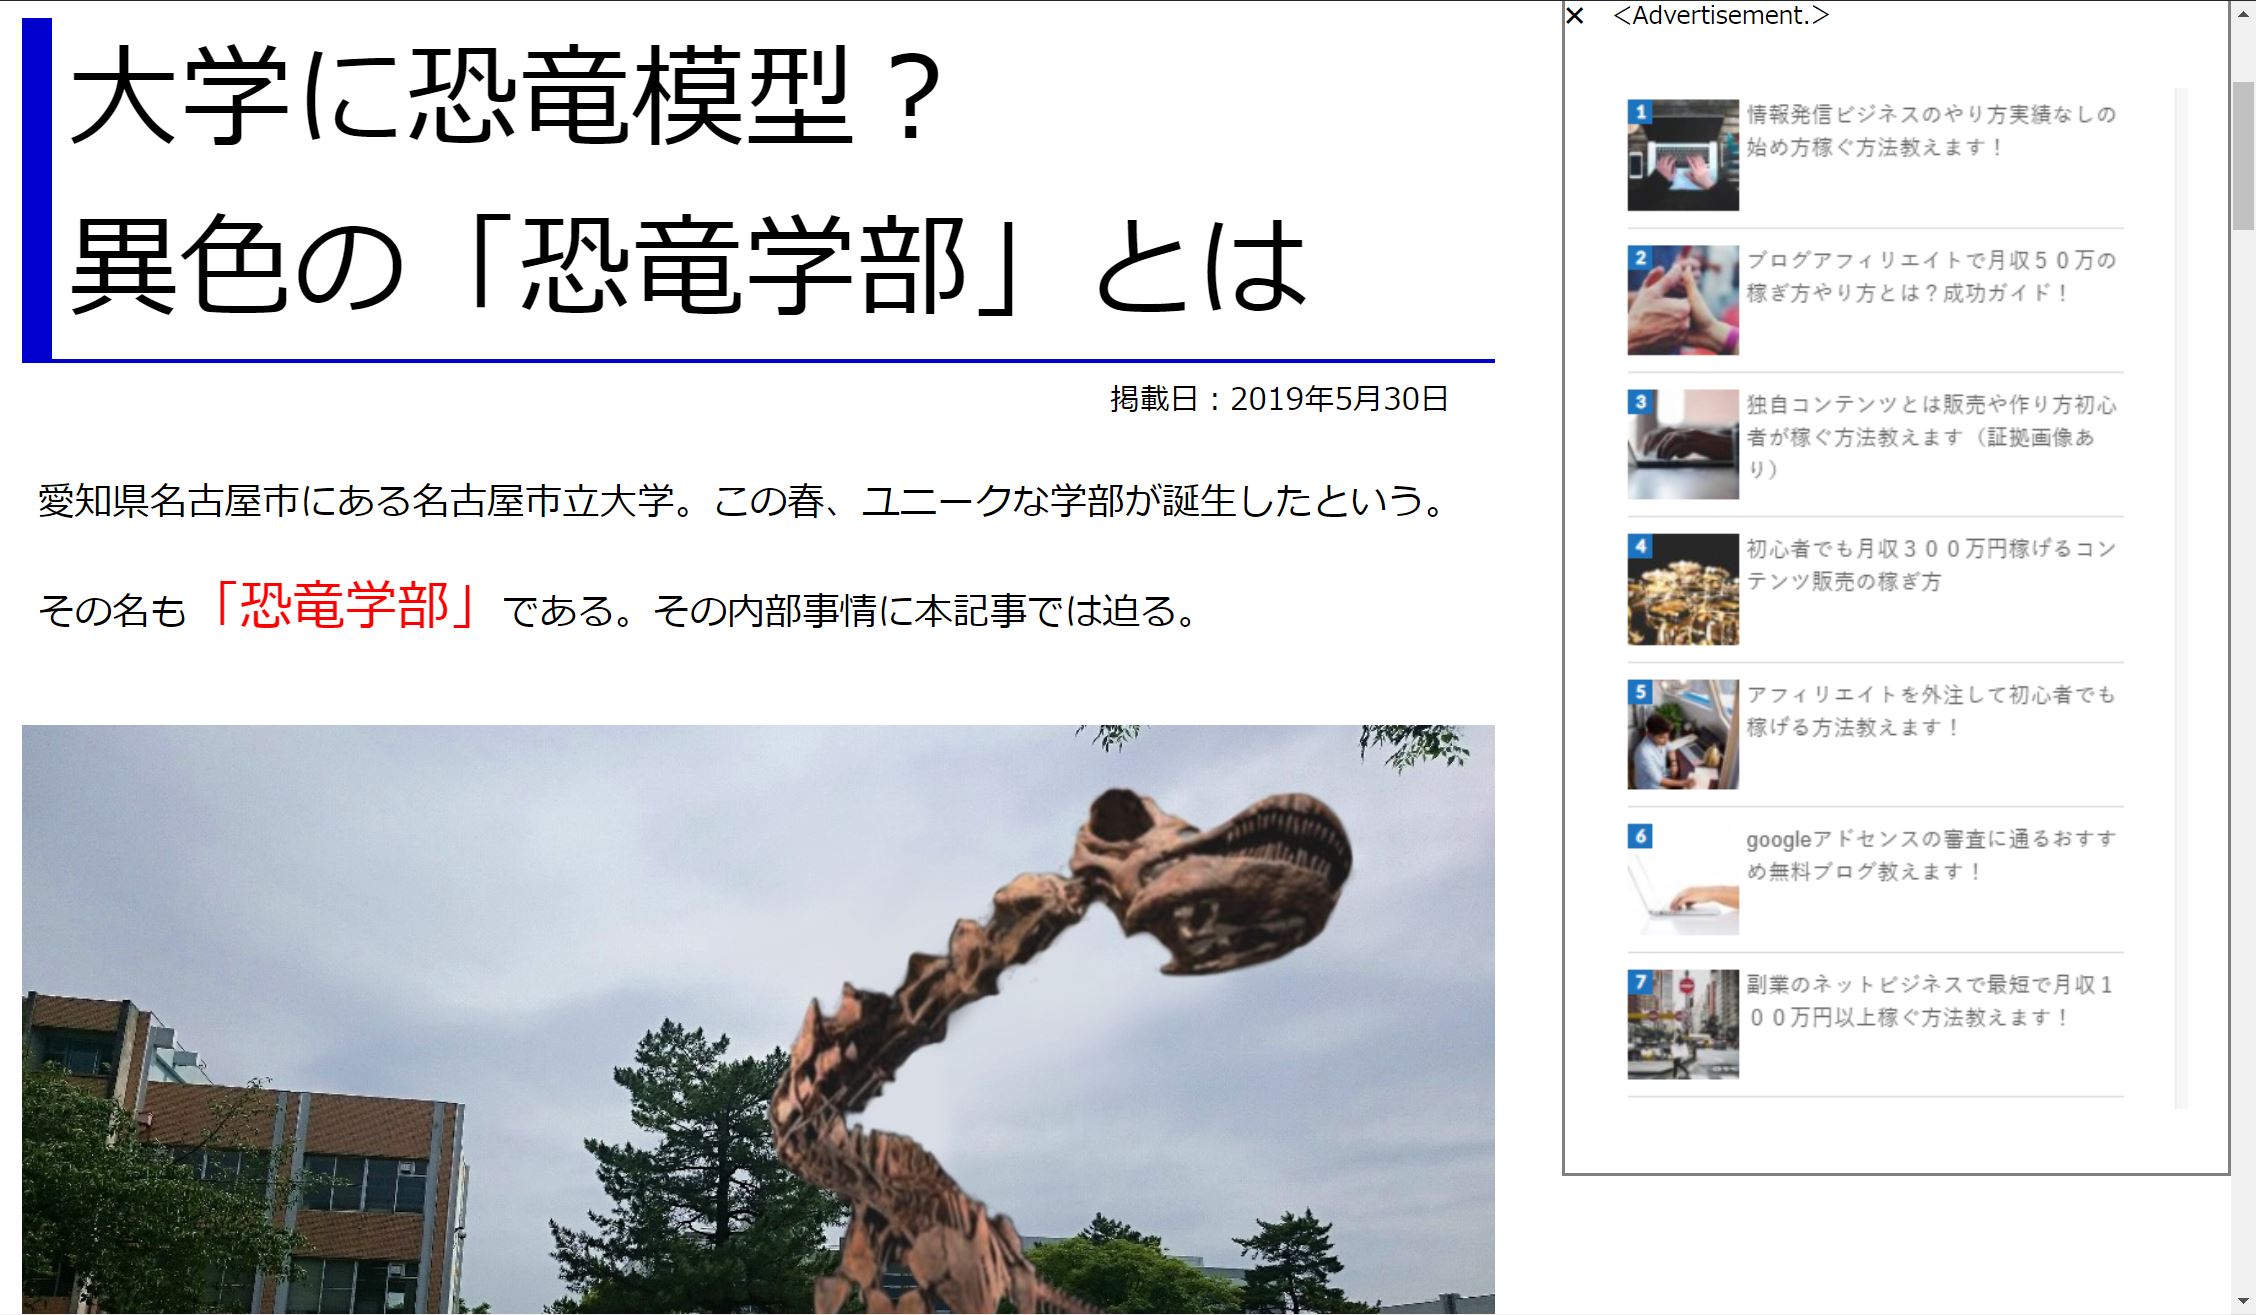 大学に恐竜模型？
異色の「恐竜学部」とは
掲載日：2019年5月30日
愛知県名古屋市にある名古屋市立大学。この春、ユニークな学部が誕生したという。
その名も「恐竜学部」である。その内部事情に本記事では迫る。
× <Advertisement.>
1
情報発信ビジネスのやり方実績なしの
始め方稼ぐ方法教えます！
2
ブログアフィリエイトで月収５０万の
稼ぎ方やり方とは？成功ガイド！
3
独自コンテンツとは販売や作り方初心
者が稼ぐ方法教えます（証拠画像あ
り）
4
初心者でも月収３００万円稼げるコン
テンツ販売の稼ぎ方
5
アフィリエイトを外注して初心者でも
稼げる方法教えます！
6
googleアドセンスの審査に通るおすす
め無料ブログ教えます！
7
副業のネットビジネスで最短で月収１
００万円以上稼ぐ方法教えます！